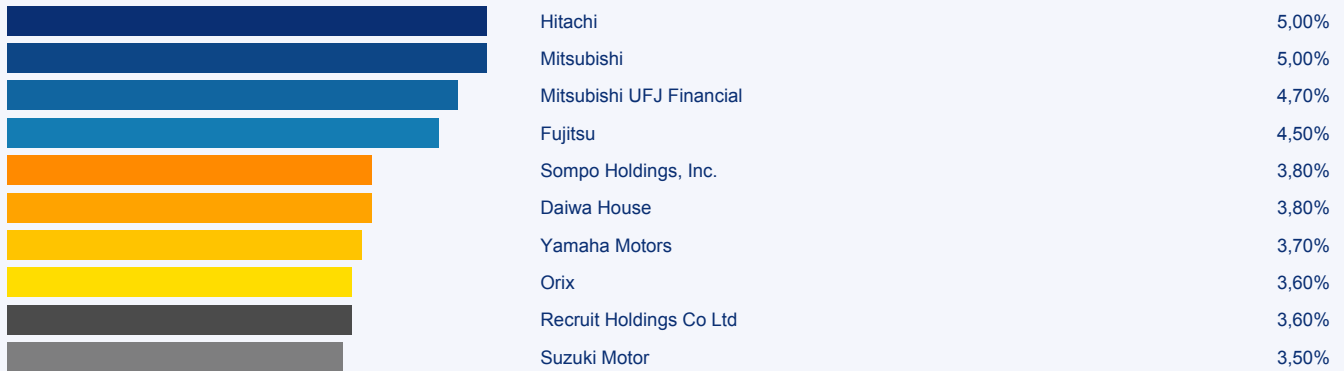 Hitachi 5,00%
Mitsubishi 5,00%
Mitsubishi UFJ Financial 4,70%
Fujitsu 4,50%
Sompo Holdings, Inc. 3,80%
Daiwa House 3,80%
Yamaha Motors 3,70%
Orix 3,60%
Recruit Holdings Co Ltd 3,60%
Suzuki Motor 3,50%